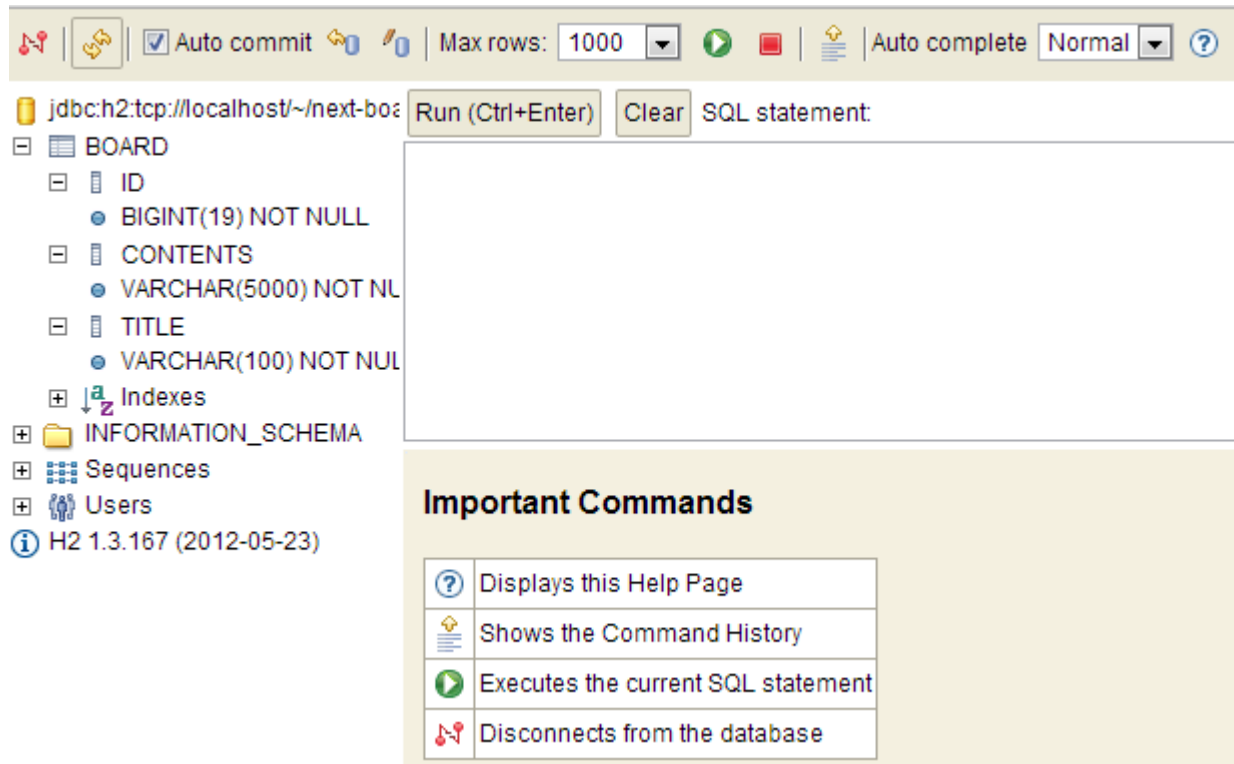 Auto commit Max rows: 1000 Auto complete Normal
jdbc:h2:tcp://localhost/~/next-boa
BOARD
ID
BIGINT(19) NOT NULL
CONTENTS
VARCHAR(5000) NOT NU
TITLE
VARCHAR(100) NOT NUL
Indexes
INFORMATION_SCHEMA
Sequences
Users
H2 1.3.167 (2012-05-23)
Run (Ctrl+Enter) Clear SQL statement:
Important Commands
Displays this Help Page
Shows the Command History
Executes the current SQL statement
Disconnects from the database